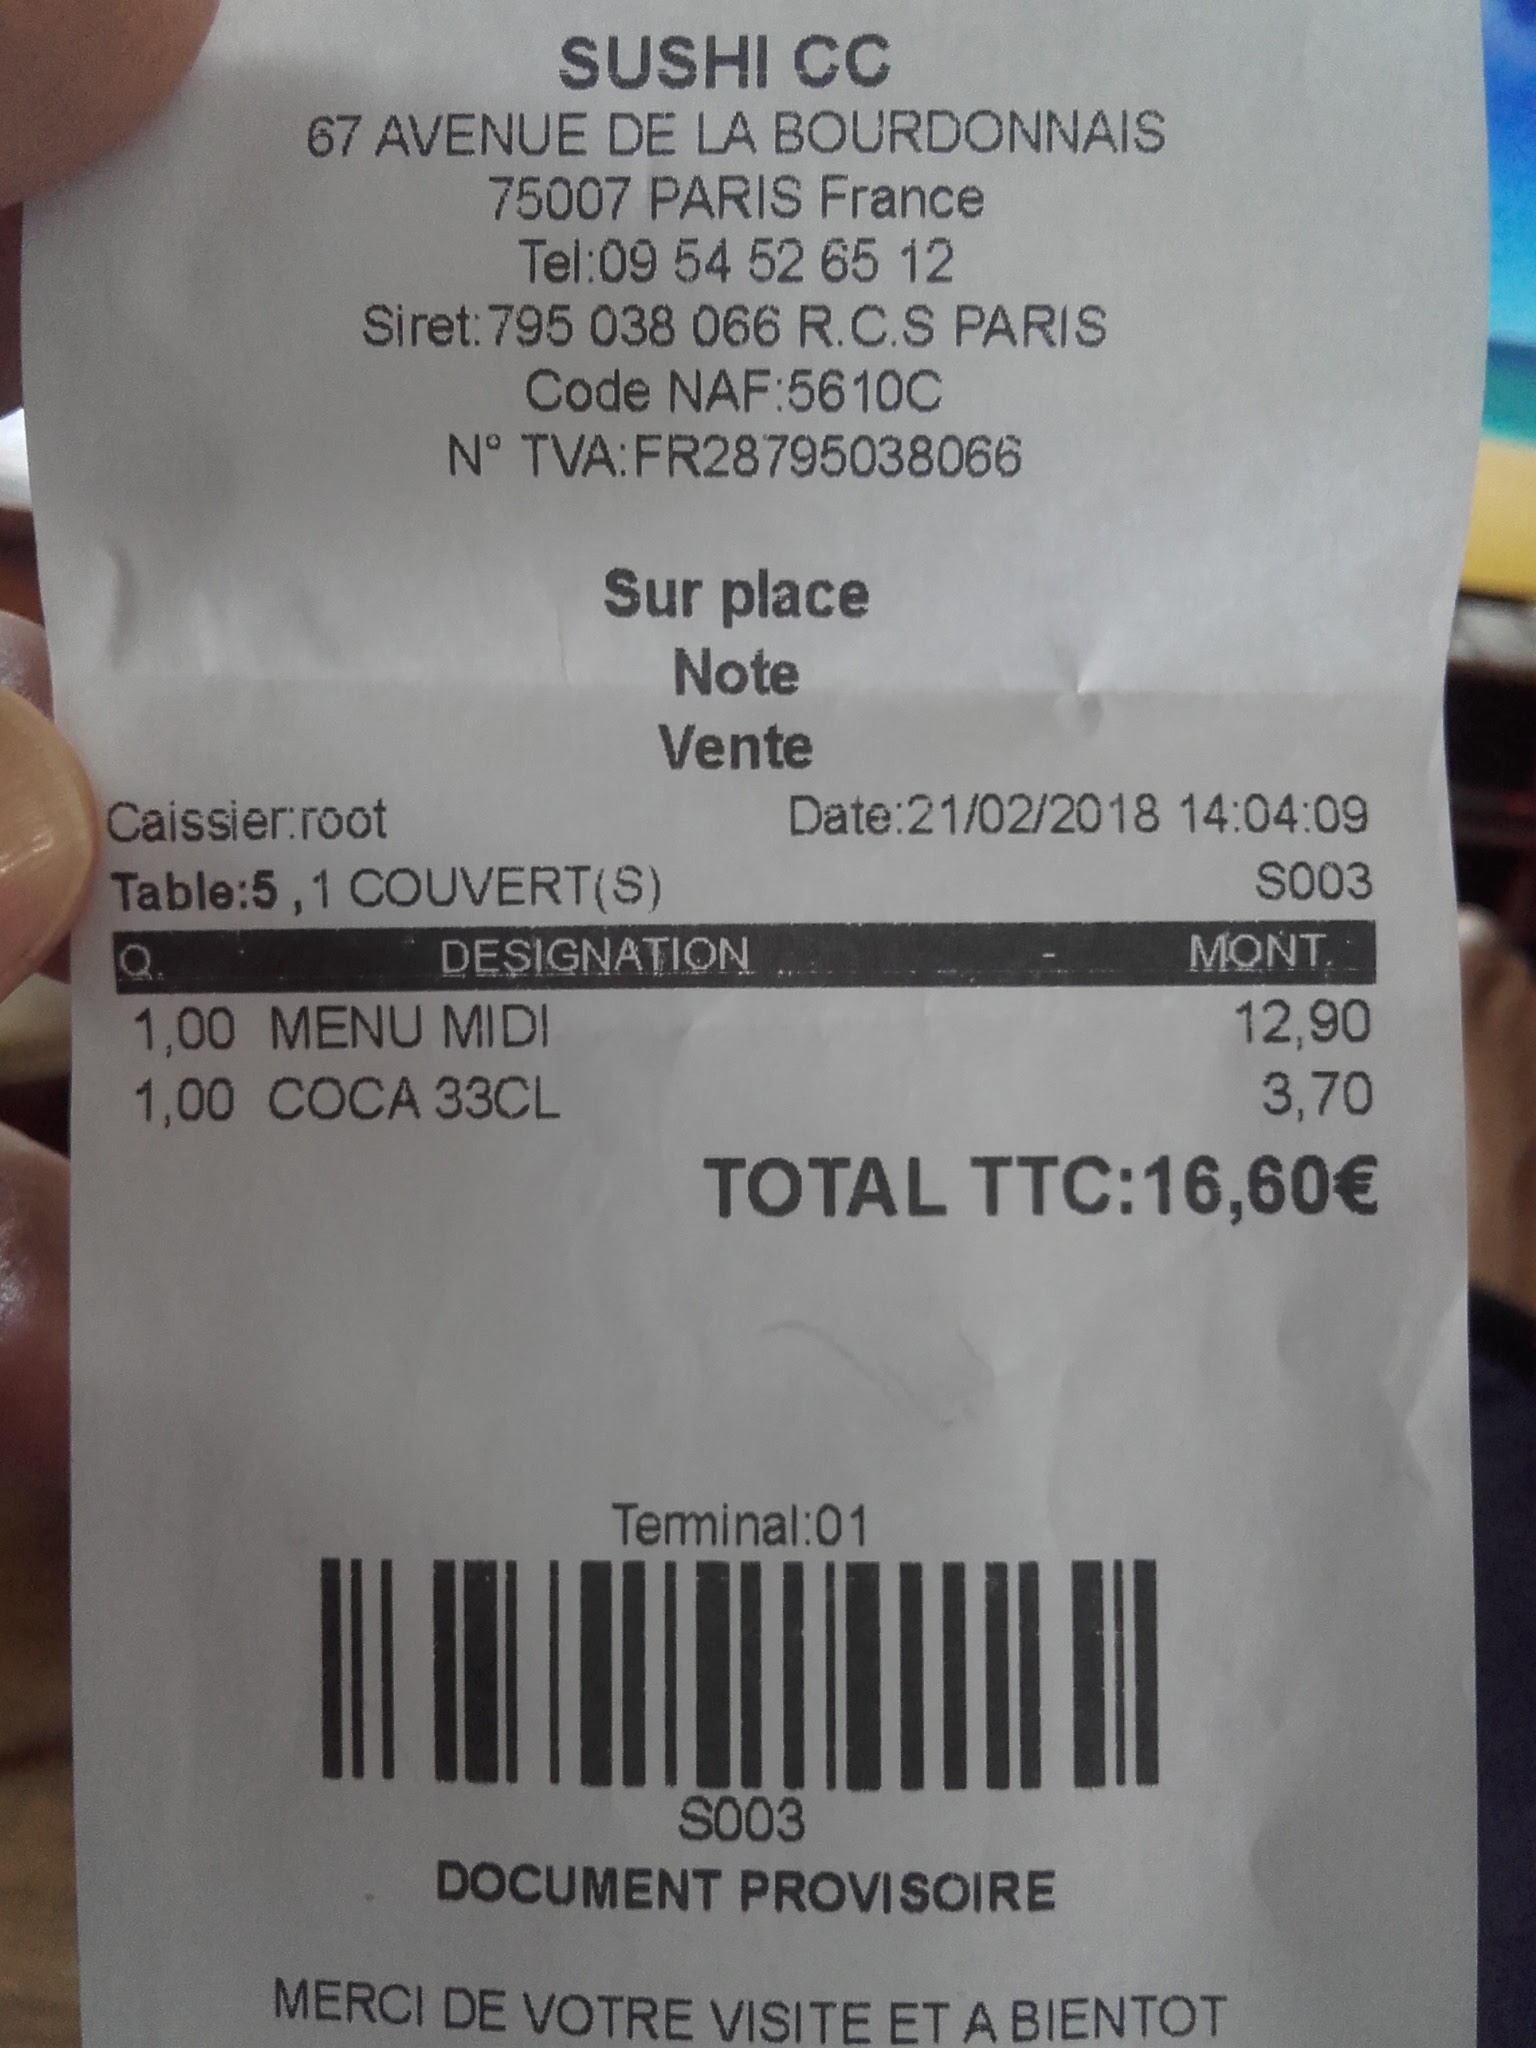 SUSHI CC
67 AVENUE DE LA BOURDONNAIS
75007 PARIS France
Tel:09 54 52 65 12
Siret:795 038 066 R.C.S PARIS
Code NAF:5610C
N° TVA:FR28795038066
Sur place
Note
Vente
Caissier:root Date:21/02/2018 14:04:09
Table:5 ,1 COUVERT(S) S003
Q. DESIGNATION - MONT.
1,00 MENU MIDI 12,90
1,00 COCA 33CL 3,70
TOTAL TTC:16,60€
Terminal:01
S003
DOCUMENT PROVISOIRE
MERCI DE VOTRE VISITE ET A BIENTOT